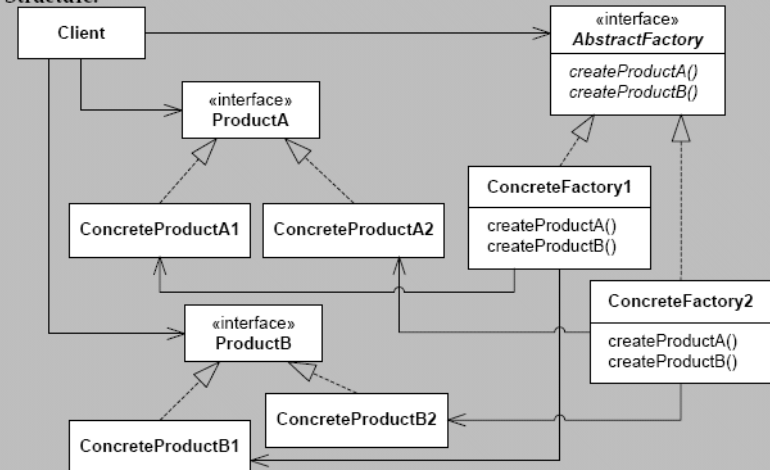 Structure:
Client
«interface»
AbstractFactory
createProductA()
createProductB()
«interface»
ProductA
ConcreteFactory1
createProductA()
createProductB()
ConcreteProductA1
ConcreteProductA2
ConcreteFactory2
createProductA()
createProductB()
«interface»
ProductB
ConcreteProductB2
ConcreteProductB1